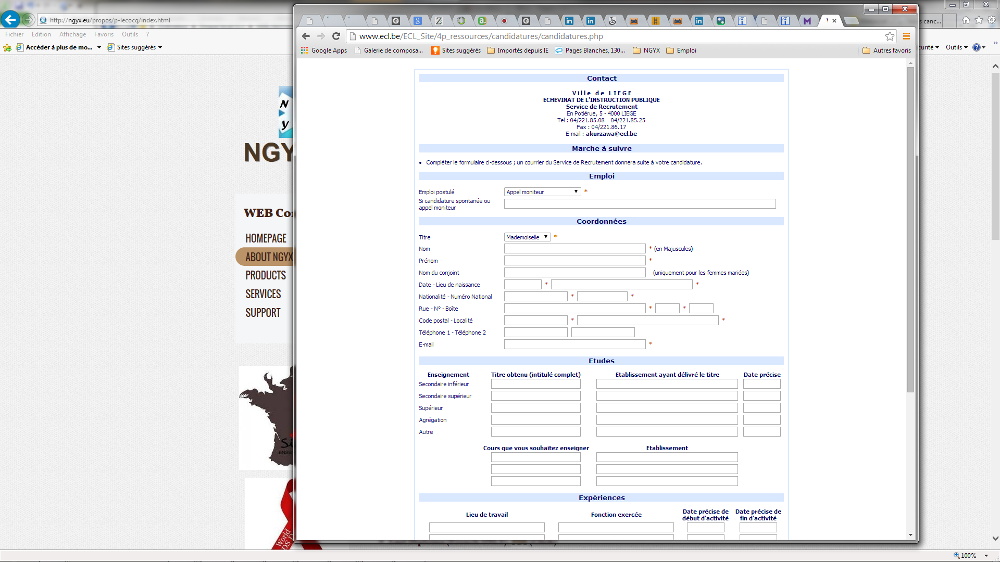 http://ngyx.eu/propos/p-lecocq/index.html
Fichier Edition Affichage Favoris Outils ?
Accéder à plus de mo... Sites suggérés
N
y
NGY
WEB Co
HOMEPAGE
ABOUT NGYX
PRODUCTS
SERVICES
SUPPORT
Si
ENSE
World
www.ecl.be/ECL_Site/4p_ressources/candidatures/candidatures.php
Google Apps Galerie de composa... Sites suggérés Importés depuis IE Pages Blanches, 130... NGYX Emploi Autres favoris
Contact
Ville de LIEGE
ECHEVINAT DE L'INSTRUCTION PUBLIQUE
Service de Recrutement
En Potiérue, 5 - 4000 LIEGE
Tel : 04/221.85.08 04/221.85.25
Fax : 04/221.86.17
E-mail : akurzawa@ecl.be
Marche à suivre
• Compléter le formulaire ci-dessous ; un courrier du Service de Recrutement donnera suite à votre candidature.
Emploi
Emploi postulé Appel moniteur *
Si candidature spontanée ou
appel moniteur
Coordonnées
Titre Mademoiselle *
Nom * (en Majuscules)
Prénom *
Nom du conjoint (uniquement pour les femmes mariées)
Date - Lieu de naissance * *
Nationalité - Numéro National * *
Rue - N° - Boîte * *
Code postal - Localité * *
Téléphone 1 - Téléphone 2
E-mail *
Etudes
Enseignement Titre obtenu (intitulé complet) Etablissement ayant délivré le titre Date précise
Secondaire inférieur
Secondaire supérieur
Supérieur
Agrégation
Autre
Cours que vous souhaitez enseigner Etablissement
Expériences
Lieu de travail Fonction exercée Date précise de
début d'activité Date précise de
fin d'activité
s canc...
curité Outils
100%